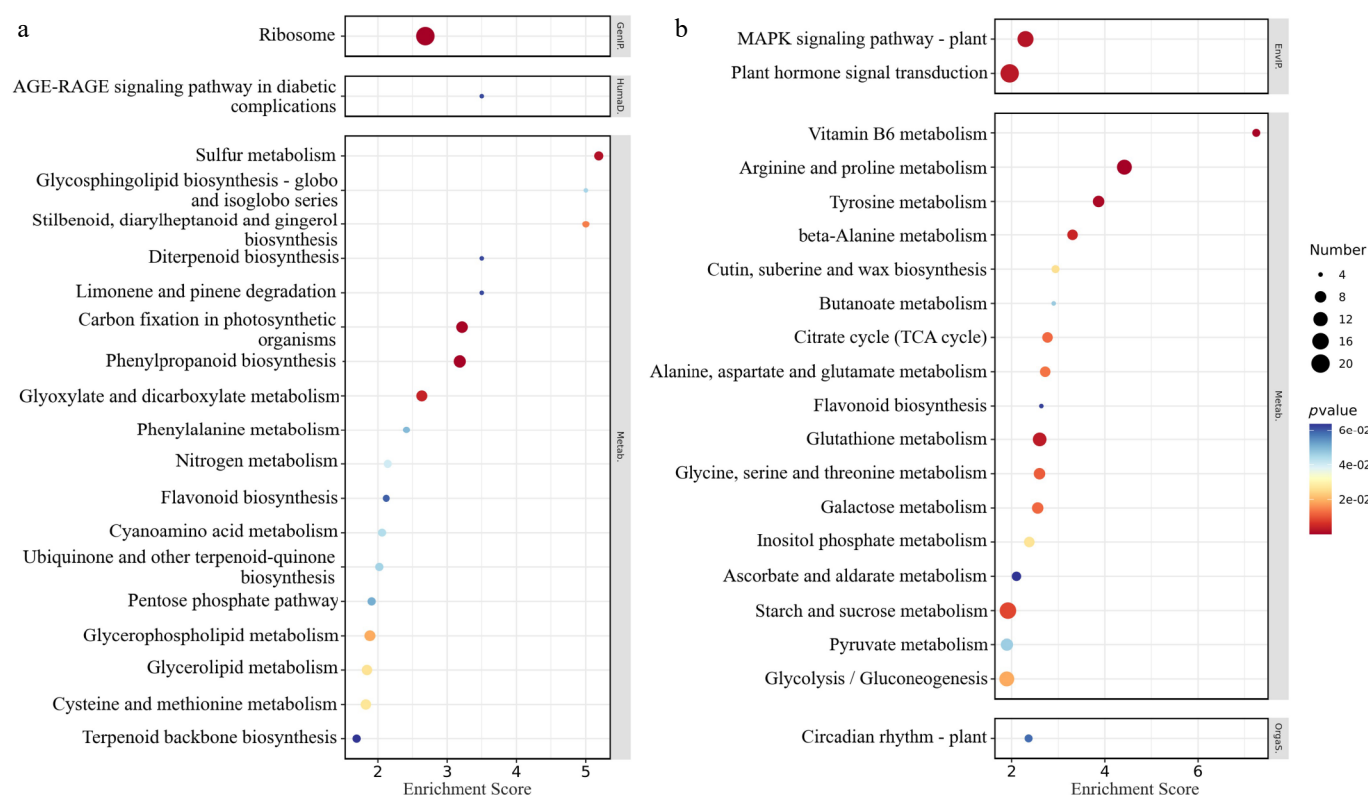 a
Ribosome
GenIP.
AGE-RAGE signaling pathway in diabetic
complications
HumaD.
Sulfur metabolism
Glycosphingolipid biosynthesis - globo
and isoglobo series
Stilbenoid, diarylheptanoid and gingerol
biosynthesis
Diterpenoid biosynthesis
Limonene and pinene degradation
Carbon fixation in photosynthetic
organisms
Phenylpropanoid biosynthesis
Glyoxylate and dicarboxylate metabolism
Phenylalanine metabolism
Nitrogen metabolism
Flavonoid biosynthesis
Cyanoamino acid metabolism
Ubiquinone and other terpenoid-quinone
biosynthesis
Pentose phosphate pathway
Glycerophospholipid metabolism
Glycerolipid metabolism
Cysteine and methionine metabolism
Terpenoid backbone biosynthesis
Metab.
2 3 4 5
Enrichment Score
b
MAPK signaling pathway - plant
Plant hormone signal transduction
EnvIP.
Vitamin B6 metabolism
Arginine and proline metabolism
Tyrosine metabolism
beta-Alanine metabolism
Cutin, suberine and wax biosynthesis
Butanoate metabolism
Citrate cycle (TCA cycle)
Alanine, aspartate and glutamate metabolism
Flavonoid biosynthesis
Glutathione metabolism
Glycine, serine and threonine metabolism
Galactose metabolism
Inositol phosphate metabolism
Ascorbate and aldarate metabolism
Starch and sucrose metabolism
Pyruvate metabolism
Glycolysis / Gluconeogenesis
Metab.
Circadian rhythm - plant
OrgaS.
2 4 6
Enrichment Score
Number
4
8
12
16
20
pvalue
6e-02
4e-02
2e-02